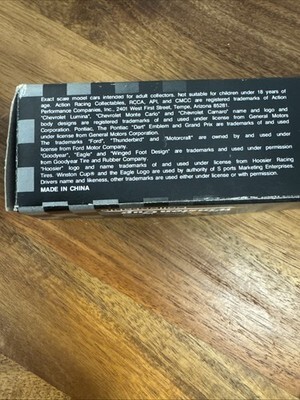 Exact scale model cars intended for adult collectors. Not suitable for children under 18 years of
age. Action Racing Collectables, RCCA, APL and CMCC are registered trademarks of Action
Performance Companies, Inc., 2401 West First Street, Tempe, Arizona 85281.
"Chevrolet Lumina", "Chevrolet Monte Carlo" and "Chevrolet Camaro" name and logo and
body designs are registered trademarks of and used under license from General Motors
Corporation. Pontiac, The Pontiac "Dart" Emblem and Grand Prix are trademarks of and used
under license from General Motors Corporation.
The trademarks "Ford", "Thunderbird" and "Motorcraft" are owned by and used under
license from Ford Motor Company.
"Goodyear", "Eagle" and "Winged Foot Design" are trademarks and used under permission
from Goodyear Tire and Rubber Company.
"Hoosier" logo and name trademarks of and used under license from Hoosier Racing
Tires. Winston Cup® and the Eagle Logo are used by authority of S ports Marketing Enterprises.
Drivers name and likeness, other trademarks are used either under license or with permission.
MADE IN CHINA